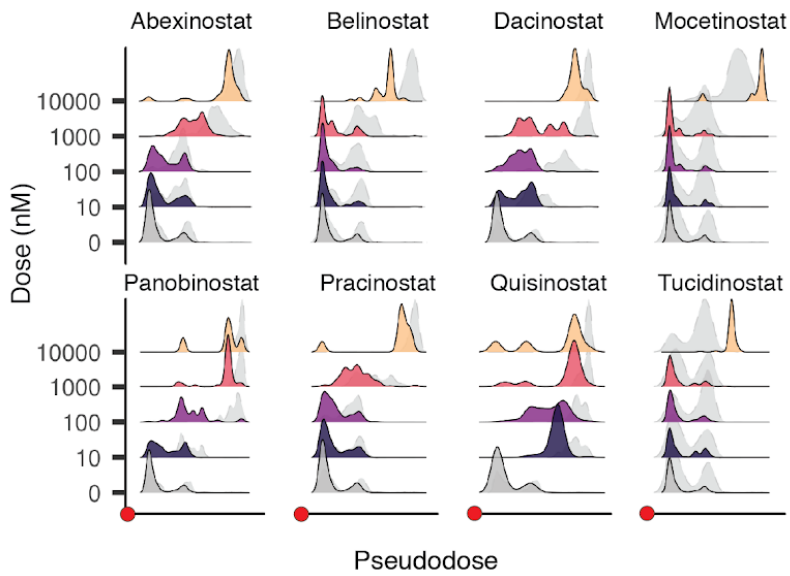 Abexinostat Belinostat Dacinostat Mocetinostat
10000
1000
100
10
0
Panobinostat Pracinostat Quisinostat Tucidinostat
10000
1000
100
10
0
Dose (nM)
Pseudodose